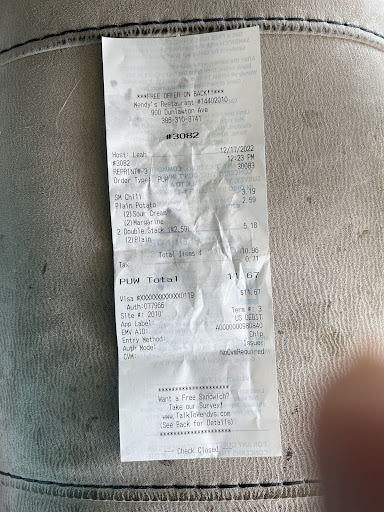 ***FREE OFFER ON BACK!!***
Wendy's Restaurant #14402010
900 Dunlawton Ave
386-310-8741
#3082
Host: Leah 12/17/2022
#3082 12:23 PM
REPRINT# 3 30083
Order Type: PUW
SM Chili 3.19
Plain Potato 2.59
(2)Sour Cream
(2)Margarine
2 Double Stack (@2.59) 5.18
(2)Plain
Total Items 4 10.96
Tax 0.71
PUW Total 11.67
Visa #XXXXXXXXXXXX0119 $11.67
Auth:077966
Site #: 2010 Term #: 3
App Label: US DEBIT
EMV AID: A0000000980840
Entry Method: Chip
Auth Mode: Issuer
CVM: NoCvmRequired
********************
Want a Free Sandwich?
Take our Survey!
www.TalkToWendys.com
(See Back for Details)
********************
--- Check Closed ---